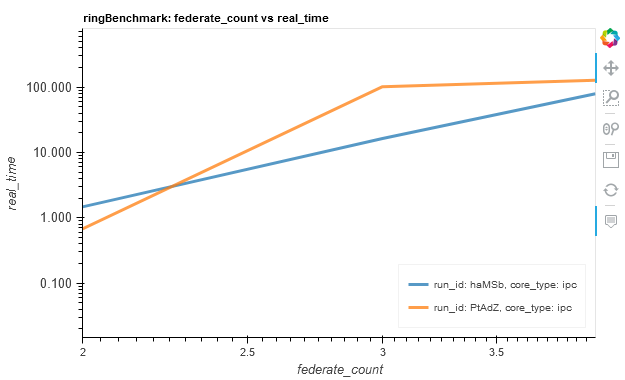 ringBenchmark: federate_count vs real_time
real_time
100.000
10.000
1.000
0.100
run_id: haMSb, core_type: ipc
run_id: PtAdZ, core_type: ipc
2
2.5
3
3.5
federate_count